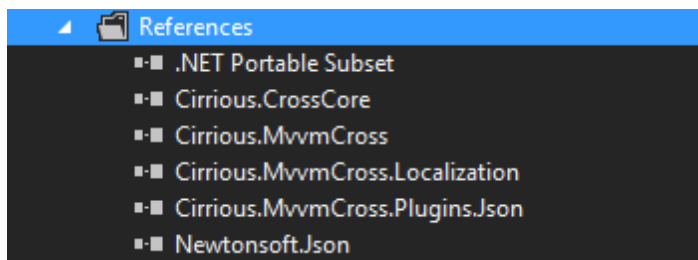 References
.NET Portable Subset
Cirrious.CrossCore
Cirrious.MvvmCross
Cirrious.MvvmCross.Localization
Cirrious.MvvmCross.Plugins.Json
Newtonsoft.Json